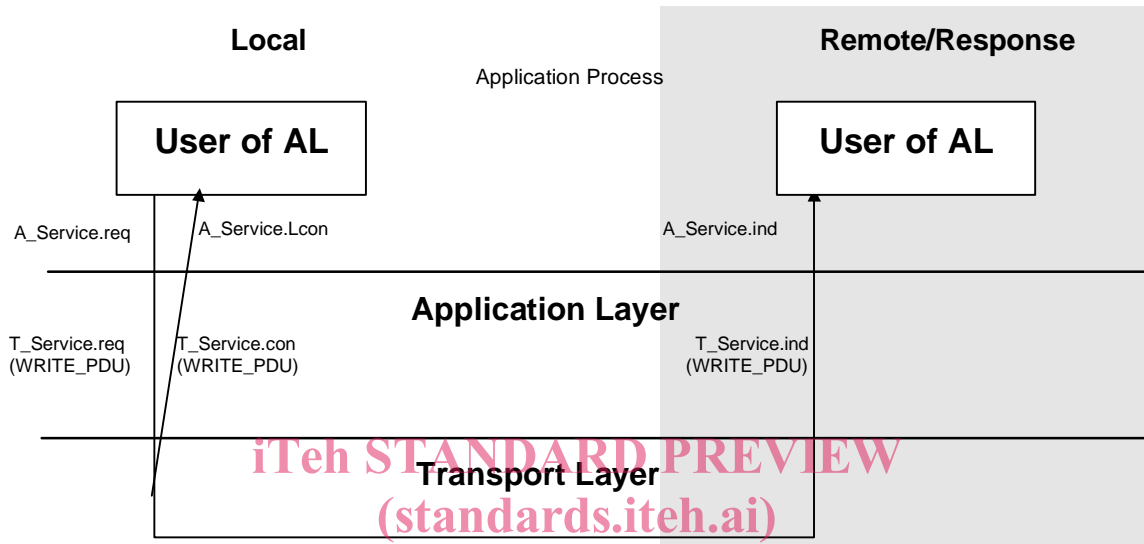 Local
Remote/Response
Application Process
User of AL
User of AL
A_Service.req
A_Service.Lcon
A_Service.ind
Application Layer
T_Service.req
(WRITE_PDU)
T_Service.con
(WRITE_PDU)
T_Service.ind
(WRITE_PDU)
iTeh STANDARD PREVIEW
Transport Layer
(standards.iteh.ai)